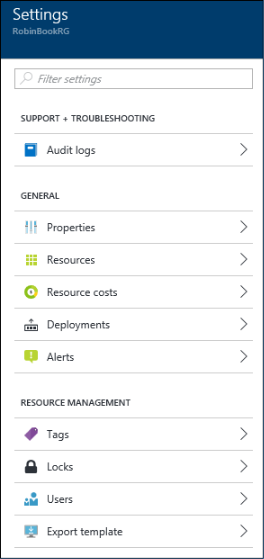 Settings
RobinBookRG
Filter settings
SUPPORT + TROUBLESHOOTING
Audit logs
GENERAL
Properties
Resources
Resource costs
Deployments
Alerts
RESOURCE MANAGEMENT
Tags
Locks
Users
Export template